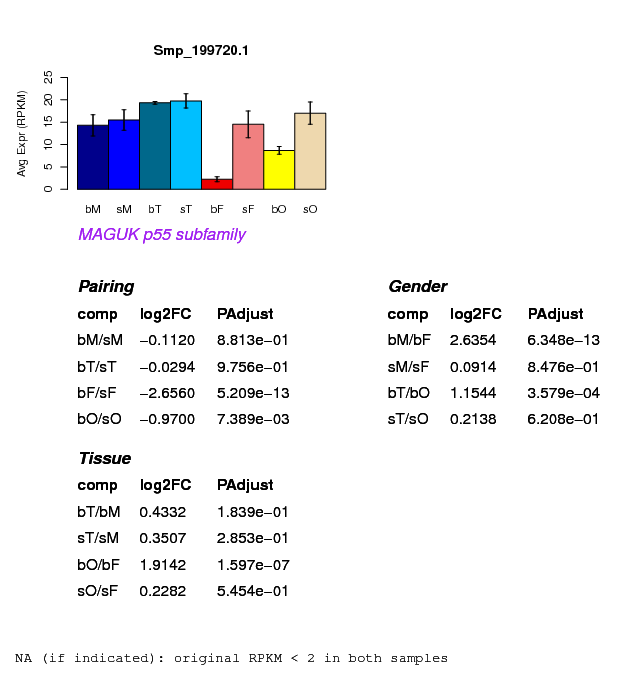 Smp_199720.1
Avg Expr (RPKM)
25
20
15
10
5
0
bM sM bT sT bF sF bO sO
MAGUK p55 subfamily
Pairing
comp log2FC PAdjust
bM/sM −0.1120 8.813e−01
bT/sT −0.0294 9.756e−01
bF/sF −2.6560 5.209e−13
bO/sO −0.9700 7.389e−03
Gender
comp log2FC PAdjust
bM/bF 2.6354 6.348e−13
sM/sF 0.0914 8.476e−01
bT/bO 1.1544 3.579e−04
sT/sO 0.2138 6.208e−01
Tissue
comp log2FC PAdjust
bT/bM 0.4332 1.839e−01
sT/sM 0.3507 2.853e−01
bO/bF 1.9142 1.597e−07
sO/sF 0.2282 5.454e−01
NA (if indicated): original RPKM < 2 in both samples